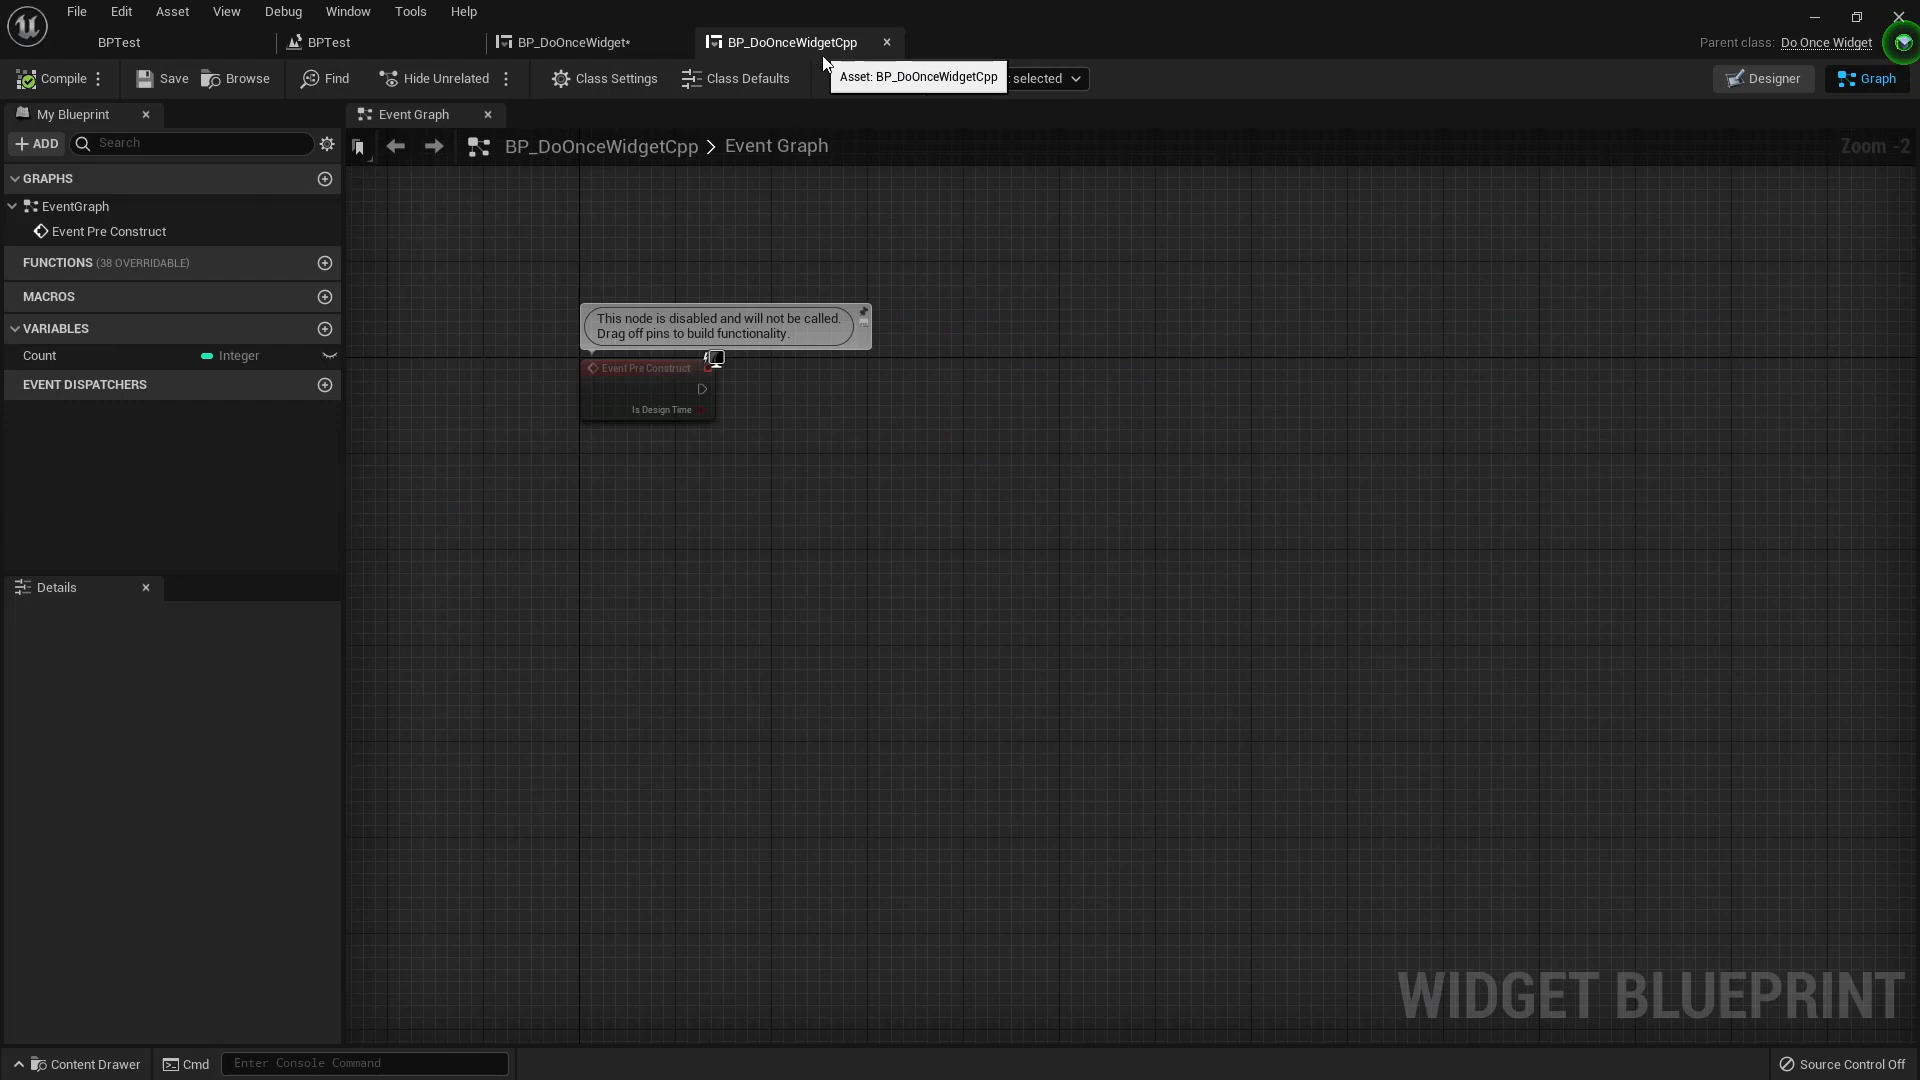 File Edit Asset View Debug Window Tools Help
BPTest BPTest BP_DoOnceWidget* BP_DoOnceWidgetCpp Parent class: Do Once Widget
Compile Save Browse Find Hide Unrelated Class Settings Class Defaults selected Designer Graph
Asset: BP_DoOnceWidgetCpp
My Blueprint
Event Graph
ADD Search
BP_DoOnceWidgetCpp > Event Graph
Zoom -2
GRAPHS
EventGraph
Event Pre Construct
FUNCTIONS (38 OVERRIDABLE)
MACROS
VARIABLES
Count Integer
EVENT DISPATCHERS
This node is disabled and will not be called.
Drag off pins to build functionality.
Event Pre Construct
Is Design Time
Details
WIDGET BLUEPRINT
Content Drawer Cmd Enter Console Command Source Control Off